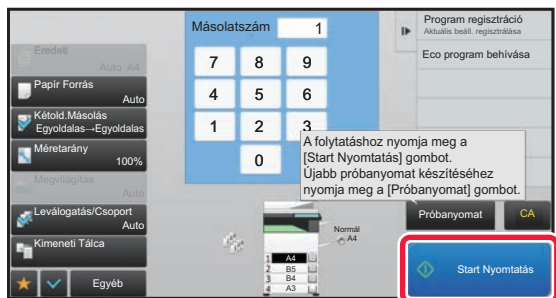 Eredeti
Auto A4
Papír Forrás
Auto
Kétold.Másolás
Egyoldalas→Egyoldalas
Méretarány
100%
Megvilágítás
Auto
Leválogatás/Csoport
Auto
Kimeneti Tálca
Egyéb
Másolatszám 1
7 8 9
4 5 6
1 2 3
0
A folytatáshoz nyomja meg a
[Start Nyomtatás] gombot.
Újabb próbanyomat készítéséhez
nyomja meg a [Próbanyomat] gombot.
Normál
A4
1 A4
2 B5
3 B4
4 A3
Program regisztráció
Aktuális beáll. regisztrálása
Eco program behívása
Próbanyomat
CA
Start Nyomtatás